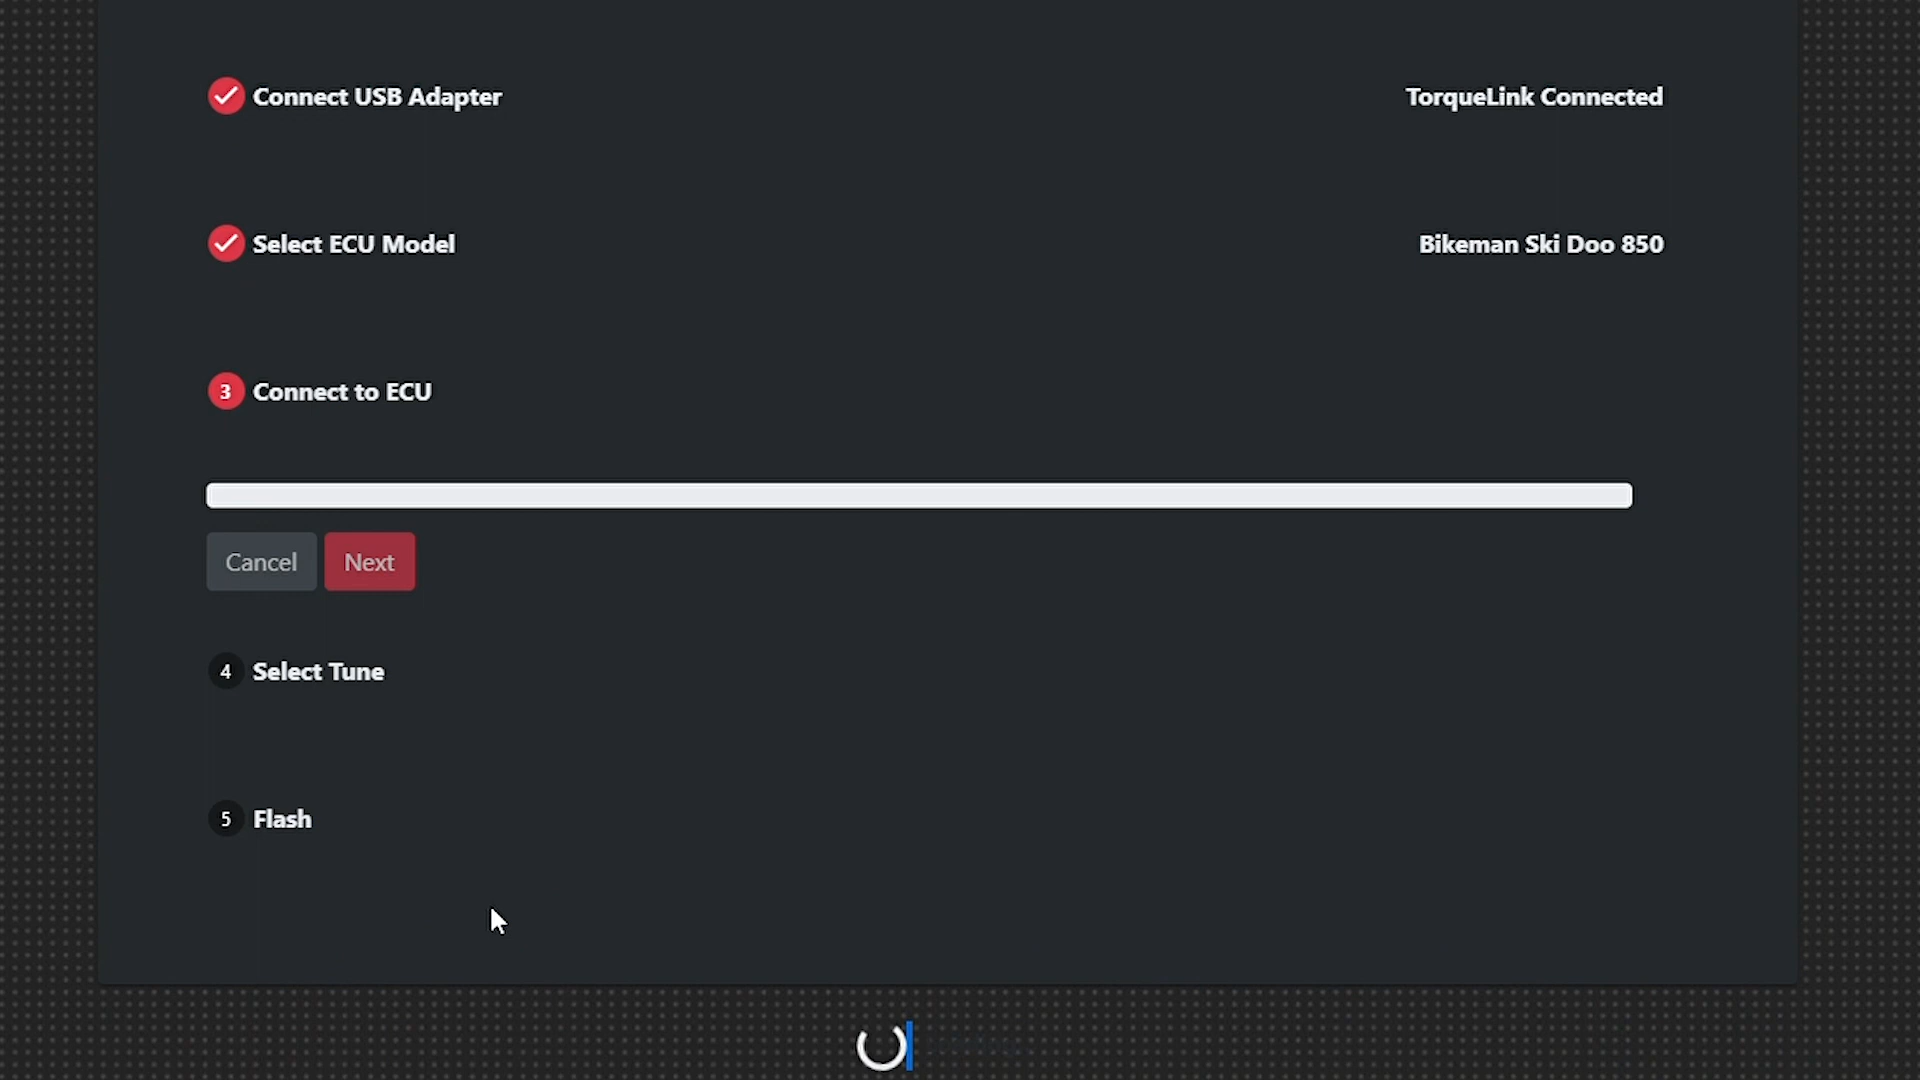 Connect USB Adapter
TorqueLink Connected
Select ECU Model
Bikeman Ski Doo 850
3 Connect to ECU
Cancel
Next
4 Select Tune
5 Flash